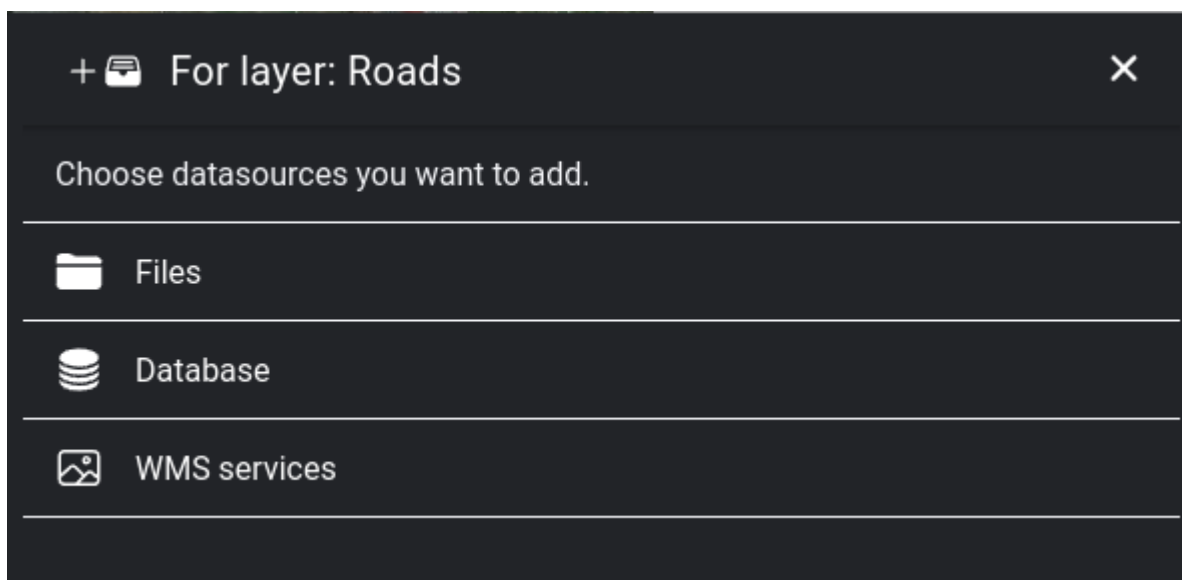 For layer: Roads
Choose datasources you want to add.
Files
Database
WMS services